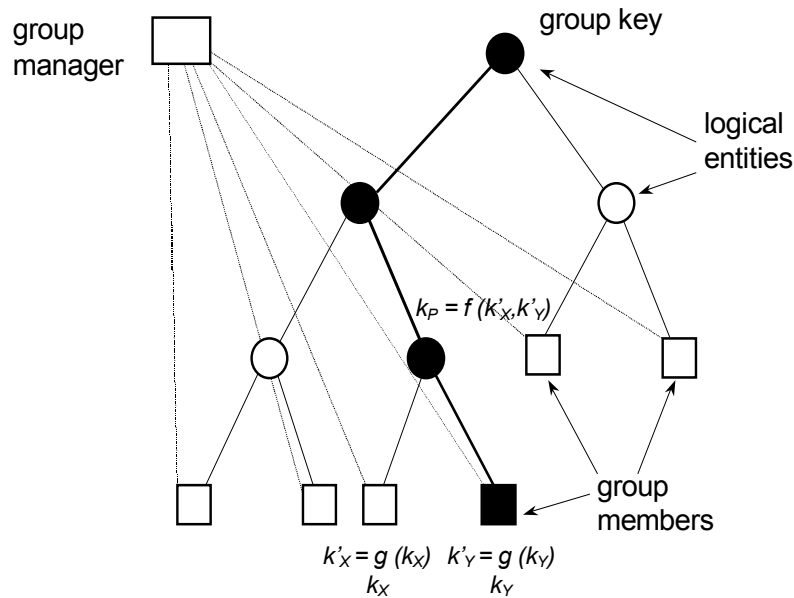 group
manager
group key
logical
entities
k_P = f (k'_X,k'_Y)
group
members
k'_X = g (k_X)
k_X
k'_Y = g (k_Y)
k_Y